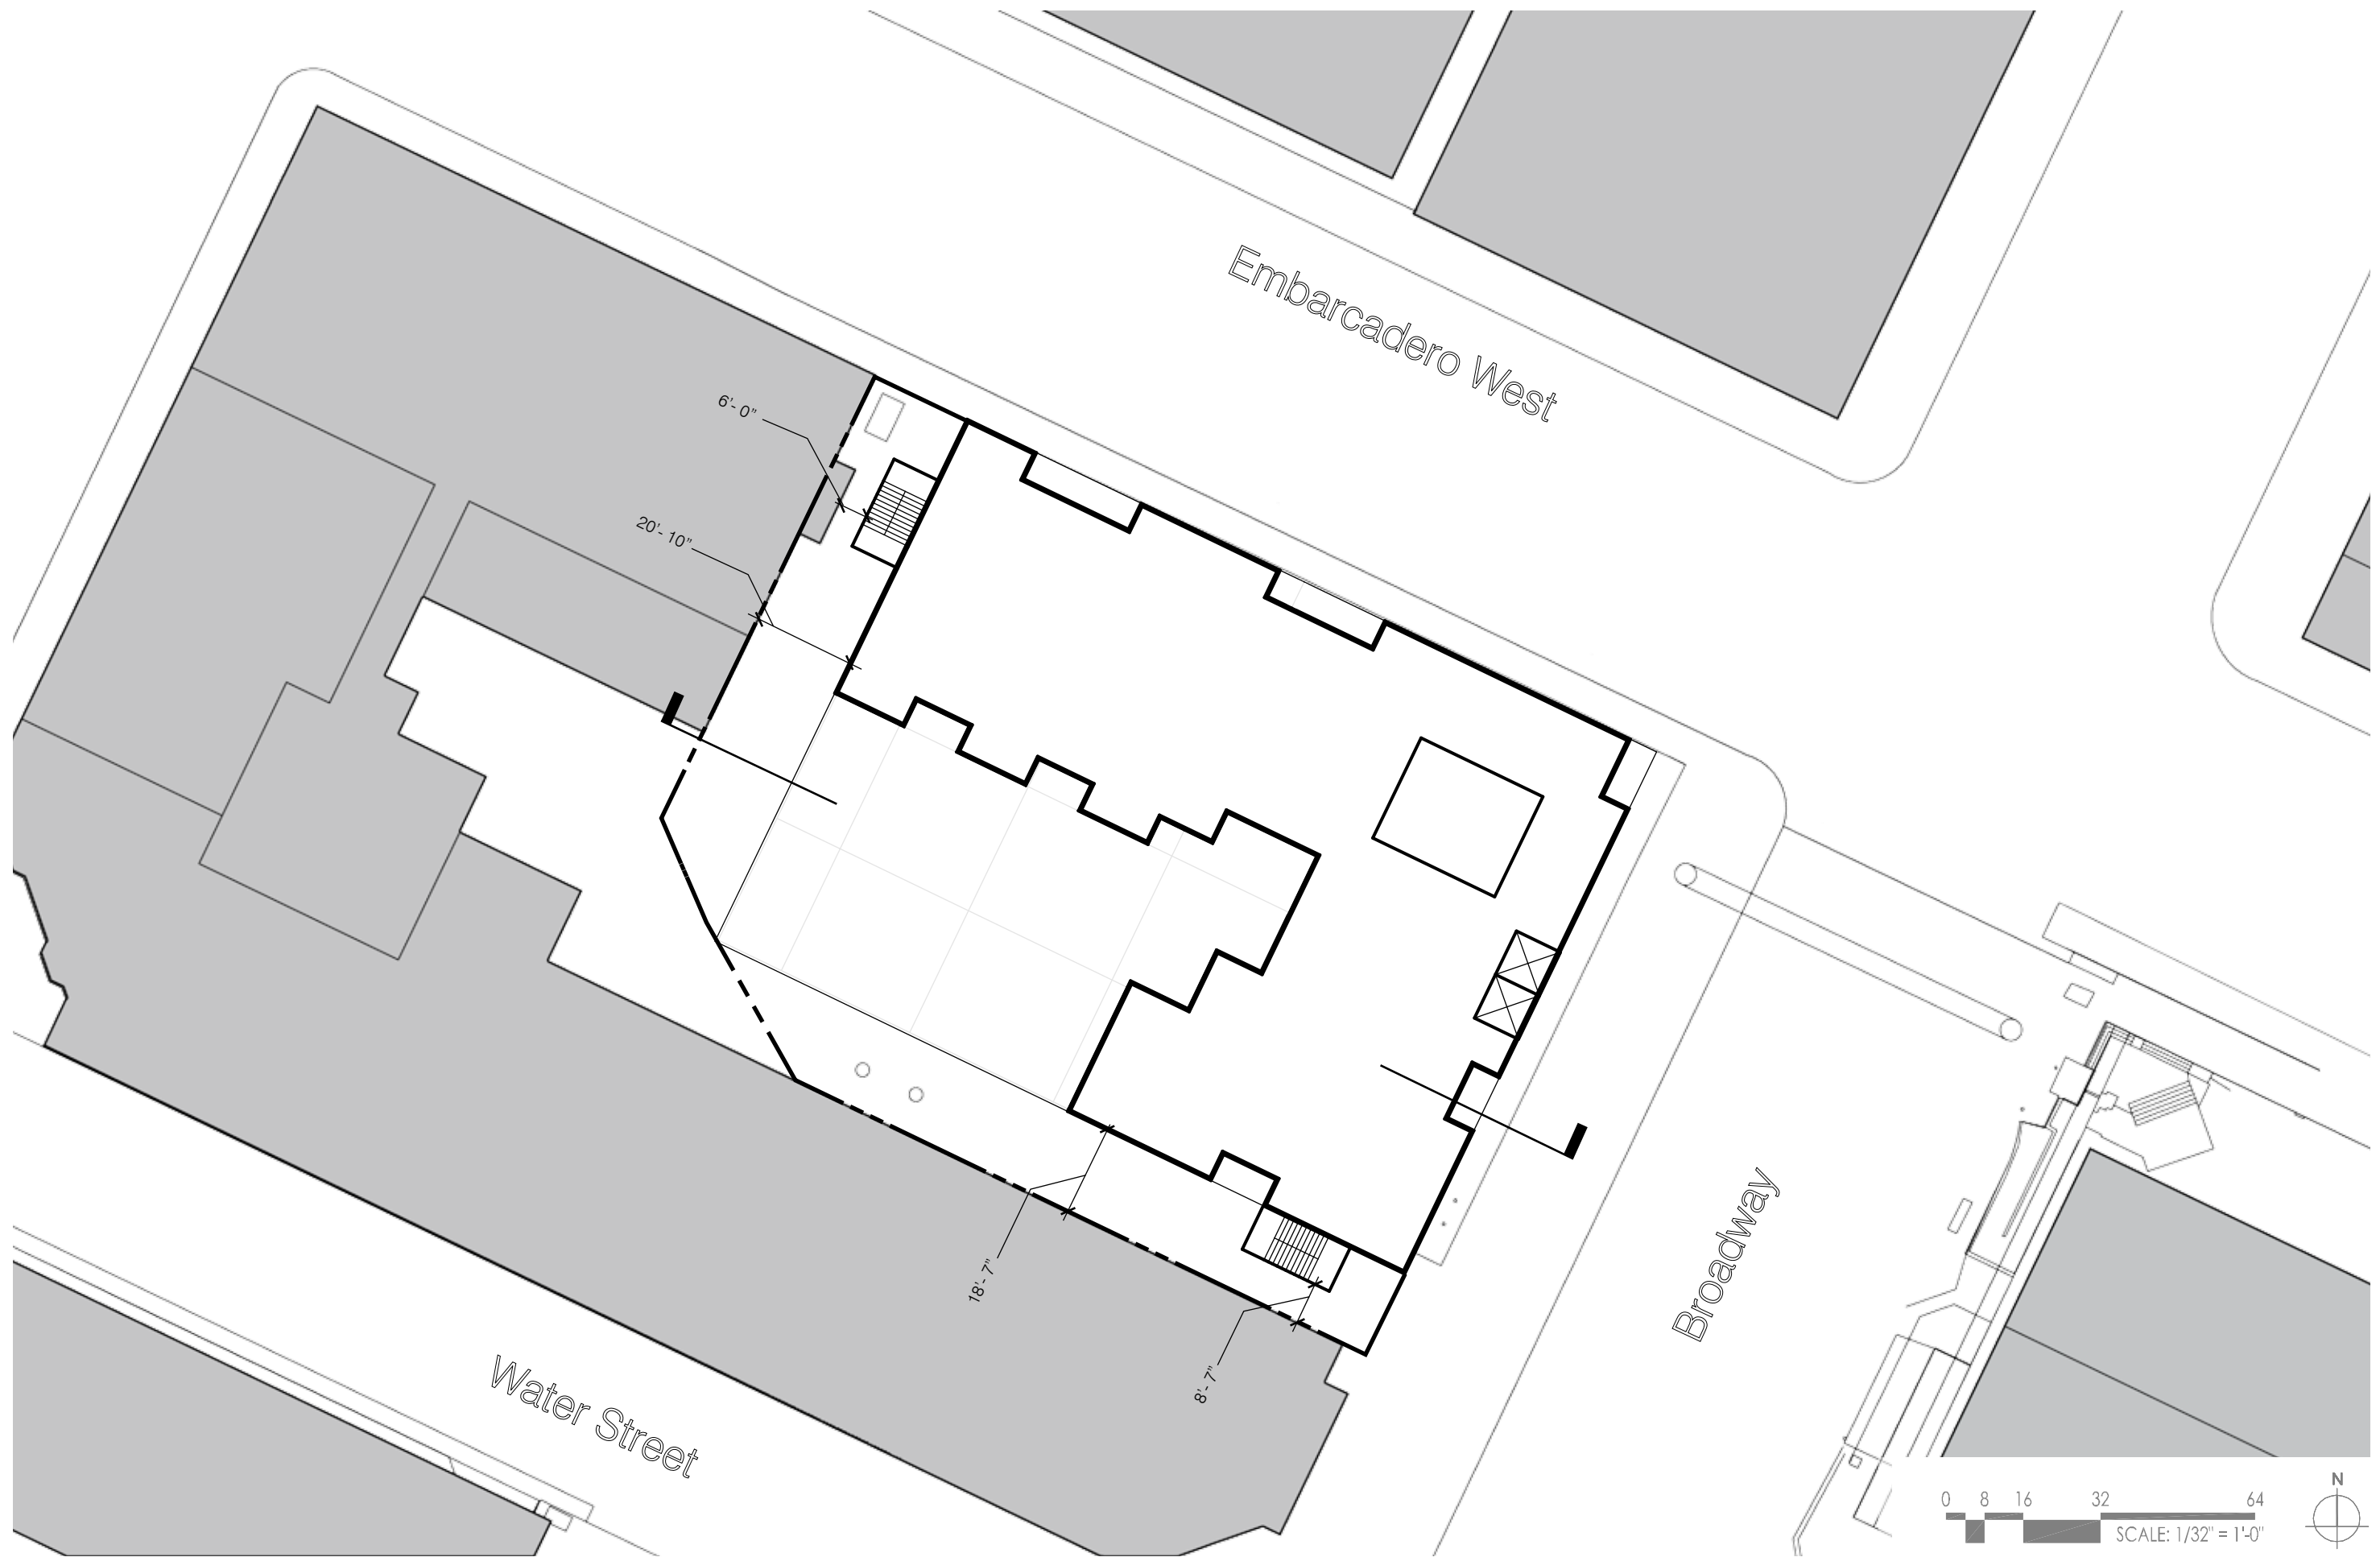 Embarcadero West
6'- 0"
20'- 10"
18'- 7"
8'- 7"
Broadway
Water Street
0 8 16 32 64
SCALE: 1/32" = 1'-0"
N